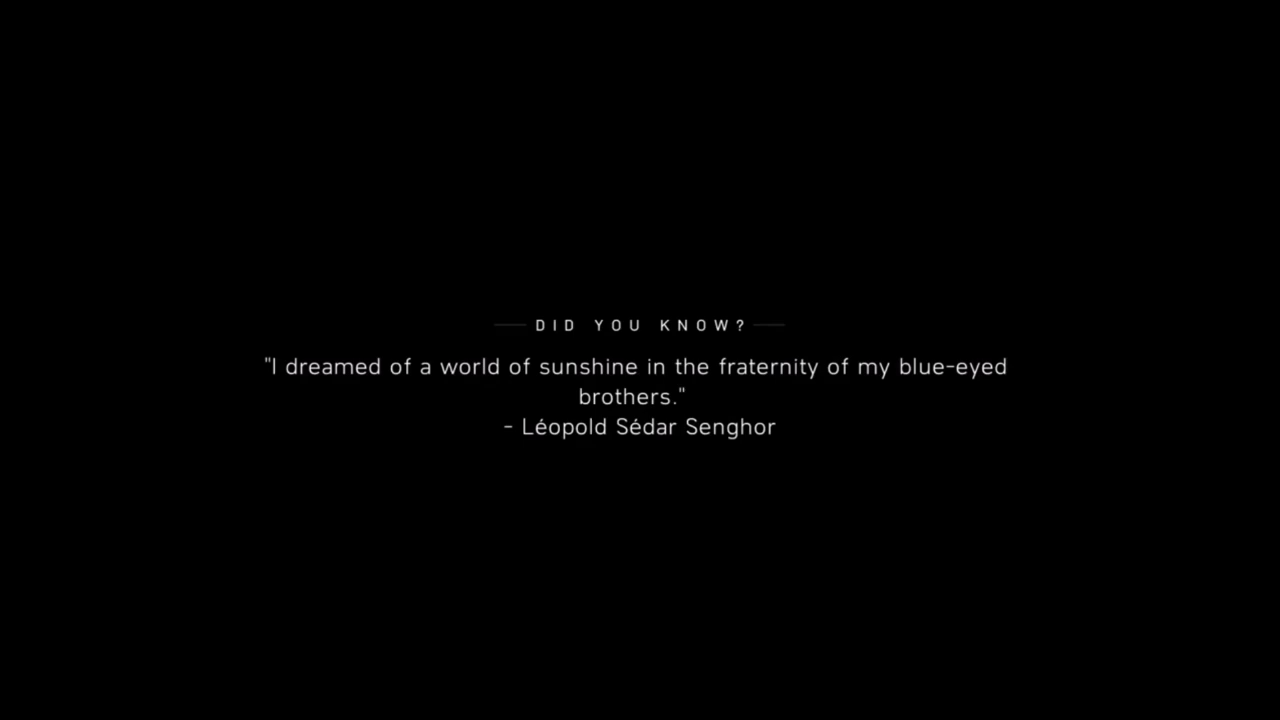 DID YOU KNOW?
"I dreamed of a world of sunshine in the fraternity of my blue-eyed
brothers."
- Léopold Sédar Senghor